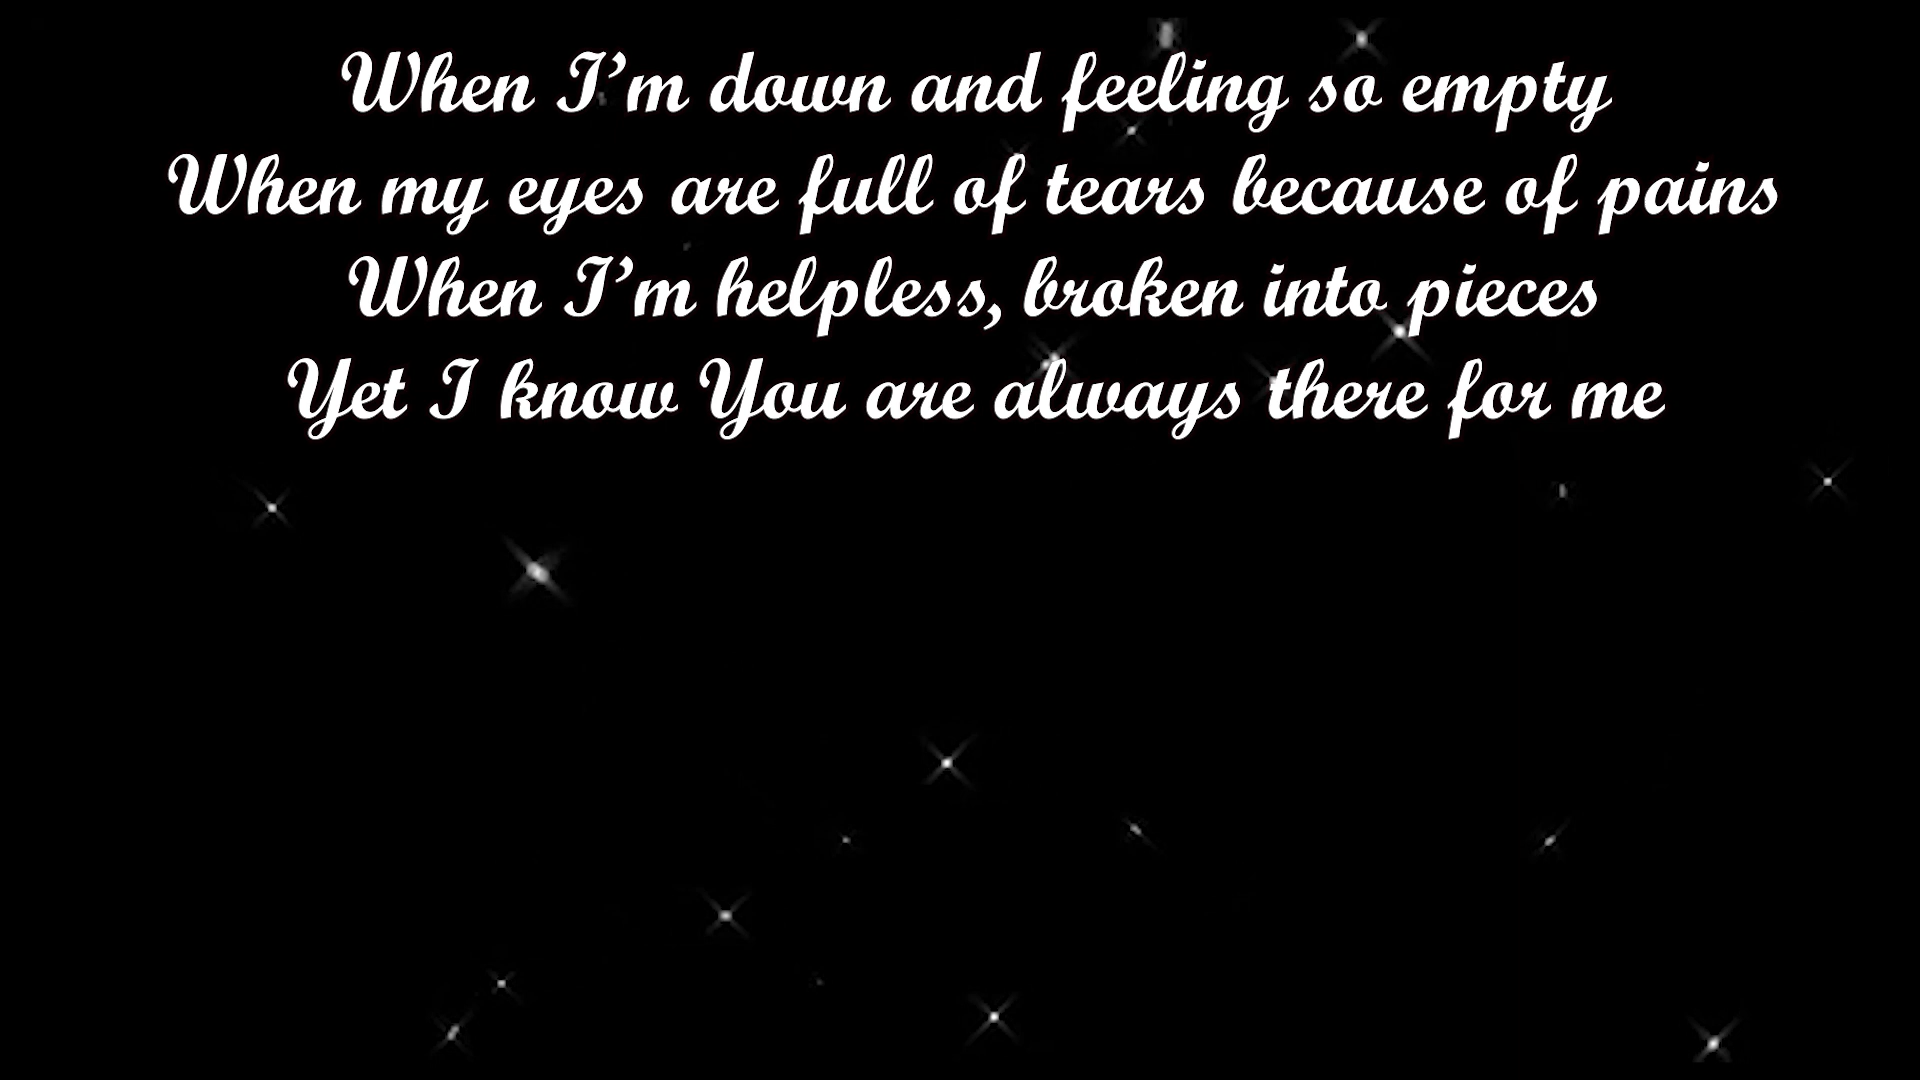 When I’m down and feeling so empty
When my eyes are full of tears because of pains
When I’m helpless, broken into pieces
Yet I know You are always there for me